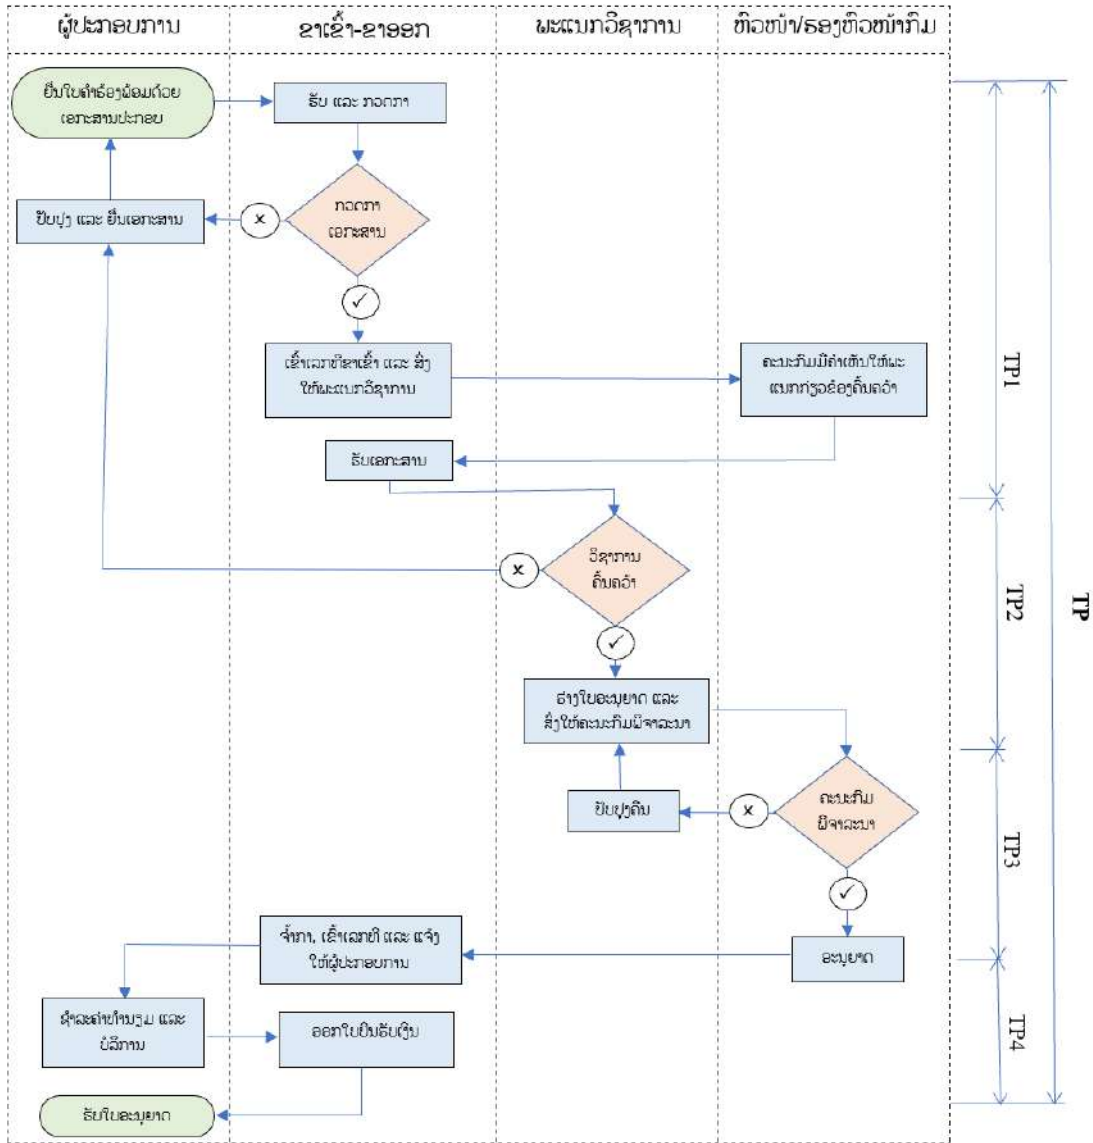 ຜູ້ປະກອບການ
ຂາເຂົ້າ-ຂາອອກ
ພະແນກວິຊາການ
ຫົວໜ້າ/ຮອງຫົວໜ້າກົມ
ຍື່ນໃບຄຳຮ້ອງພ້ອມດ້ວຍ
ເອກະສານປະກອບ
ຮັບ ແລະ ກວດກາ
ປັບປຸງ ແລະ ຍື່ນເອກະສານ
x
ກວດກາ
ເອກະສານ
✓
ເຂົ້າເລກທີຂາເຂົ້າ ແລະ ສົ່ງ
ໃຫ້ພະແນກວິຊາການ
ຄະນະກົມມີຄຳເຫັນໃຫ້ພະ
ແນກກ່ຽວຂ້ອງຄົ້ນຄວ້າ
TP1
ຮັບເອກະສານ
x
ວິຊາການ
ຄົ້ນຄວ້າ
✓
TP2
TP
ຮ່າງໃບອະນຸຍາດ ແລະ
ສົ່ງໃຫ້ຄະນະກົມພິຈາລະນາ
ປັບປຸງຄືນ
x
ຄະນະກົມ
ພິຈາລະນາ
✓
TP3
ຈ້ຳກາ, ເຂົ້າເລກທີ ແລະ ແຈ້ງ
ໃຫ້ຜູ້ປະກອບການ
ອະນຸຍາດ
ຊຳລະຄ່າທຳນຽມ ແລະ
ບໍລິການ
ອອກໃບບິນຮັບເງິນ
TP4
ຮັບໃບອະນຸຍາດ